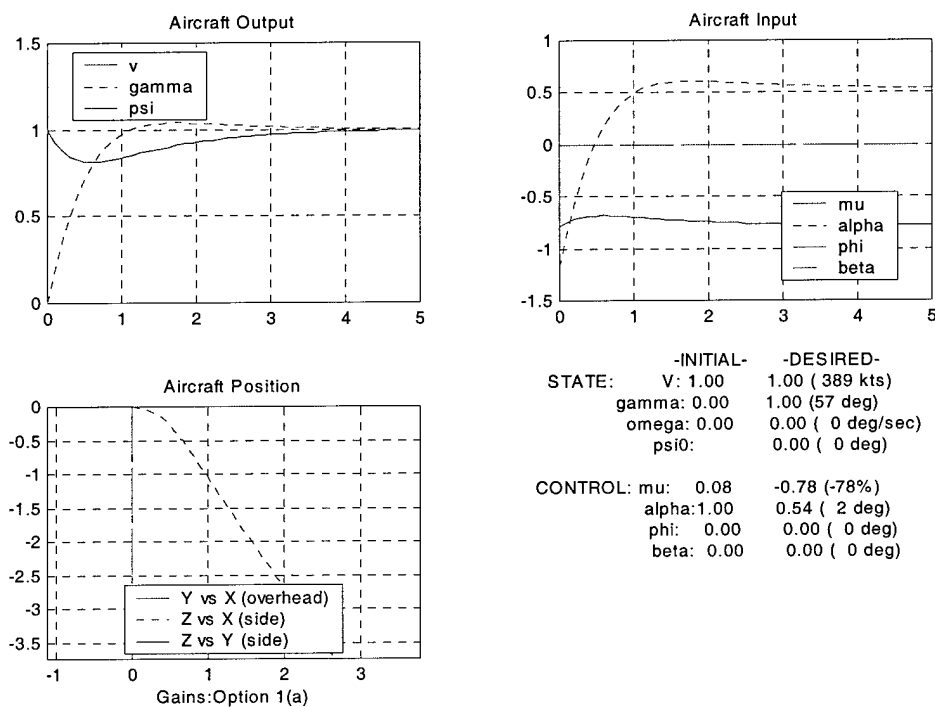 Aircraft Output
1.5
1
0.5
0
0 1 2 3 4 5
v
gamma
psi
Aircraft Input
1
0.5
0
-0.5
-1
-1.5
0 1 2 3 4 5
mu
alpha
phi
beta
Aircraft Position
0
-0.5
-1
-1.5
-2
-2.5
-3
-3.5
-1 0 1 2 3
Y vs X (overhead)
Z vs X (side)
Z vs Y (side)
Gains:Option 1(a)
-INITIAL- -DESIRED-
STATE: V: 1.00 1.00 ( 389 kts)
gamma: 0.00 1.00 (57 deg)
omega: 0.00 0.00 ( 0 deg/sec)
psi0: 0.00 ( 0 deg)
CONTROL: mu: 0.08 -0.78 (-78%)
alpha:1.00 0.54 ( 2 deg)
phi: 0.00 0.00 ( 0 deg)
beta: 0.00 0.00 ( 0 deg)